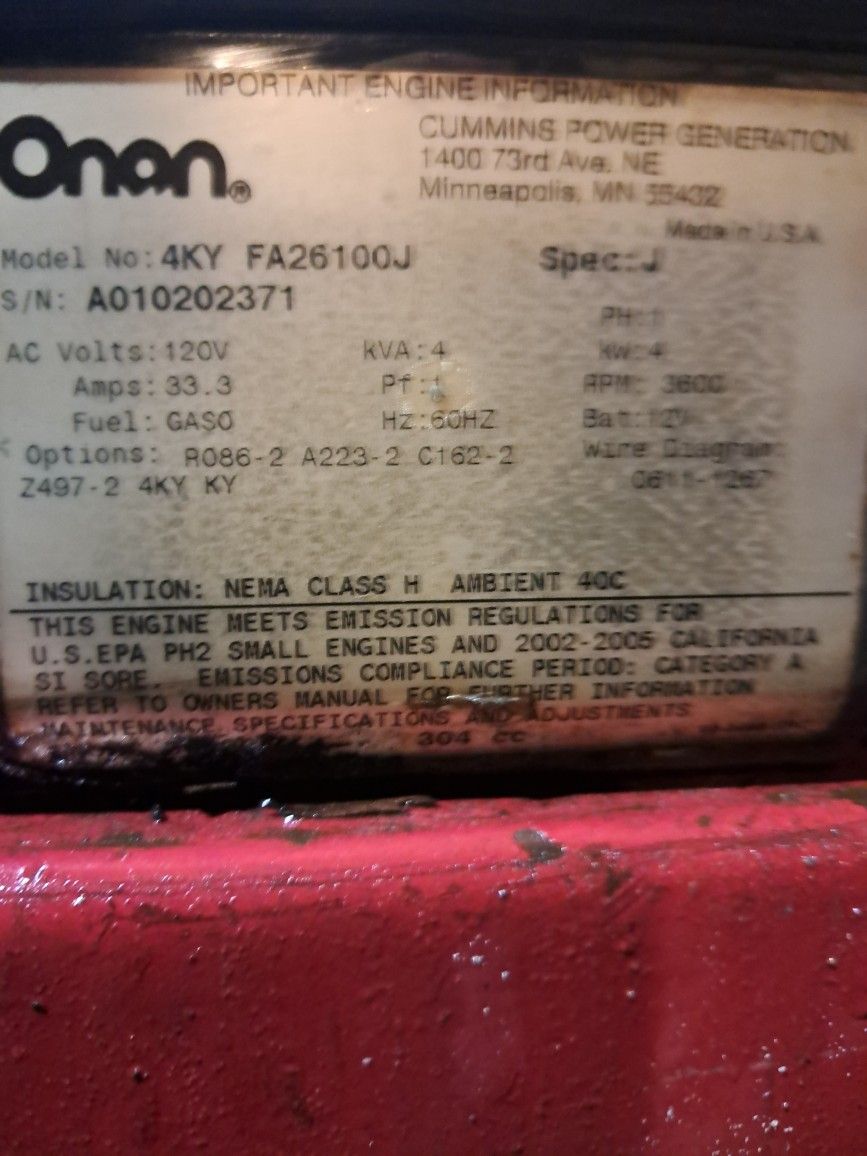 IMPORTANT ENGINE INFORMATION
Onan®
CUMMINS POWER GENERATION
1400 73rd Ave. NE
Minneapolis, MN 55432
Made in U.S.A.
Model No: 4KY FA26100J Spec: J
S/N: A010202371
PH: 1
AC Volts: 120V kVA: 4 kW: 4
Amps: 33.3 Pf: 1 RPM: 3600
Fuel: GASO Hz: 60HZ Bat: 12V
Options: R086-2 A223-2 C162-2 Wire Diagram:
Z497-2 4KY KY 0611-1267
INSULATION: NEMA CLASS H AMBIENT 40C
THIS ENGINE MEETS EMISSION REGULATIONS FOR
U.S.EPA PH2 SMALL ENGINES AND 2002-2005 CALIFORNIA
SI SORE. EMISSIONS COMPLIANCE PERIOD: CATEGORY A
REFER TO OWNERS MANUAL FOR FURTHER INFORMATION
MAINTENANCE SPECIFICATIONS AND ADJUSTMENTS
304 cc